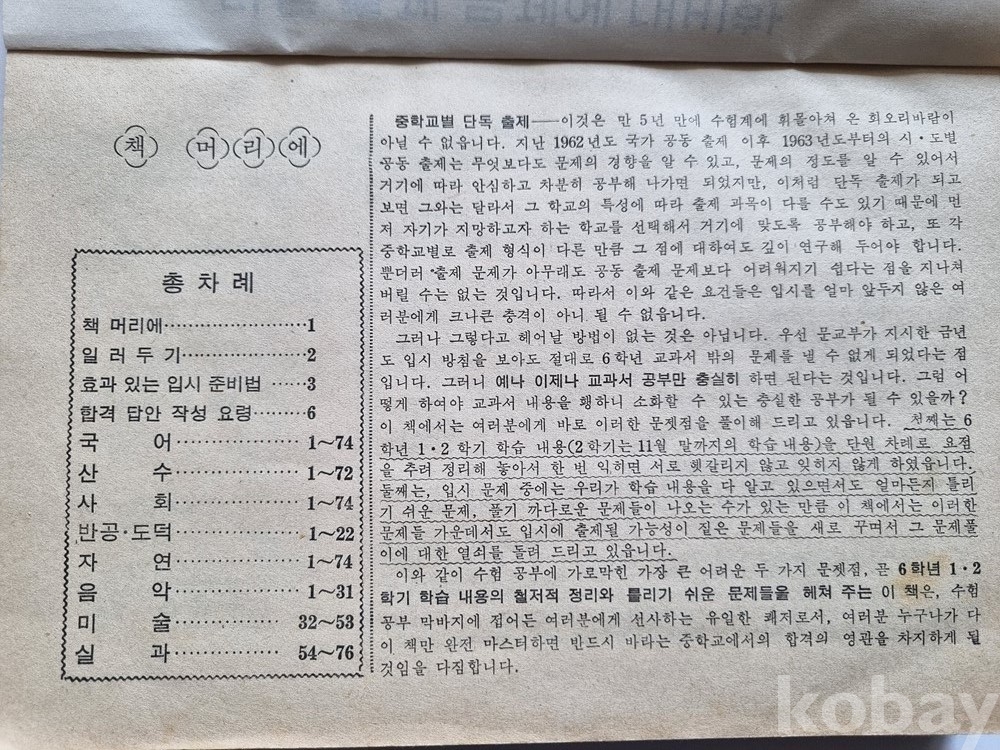 책 머리에
총 차 례
책 머리에……………………1
일 러 두 기…………………2
효과 있는 입시 준비법 ……3
합격 답안 작성 요령………6
국 어……………1~74
산 수……………1~72
사 회……………1~74
반공·도덕……………1~22
자 연……………1~74
음 악……………1~31
미 술……………32~53
실 과……………54~76
중학교별 단독 출제——이것은 만 5년 만에 수험계에 휘몰아쳐 온 회오리바람이
아닐 수 없읍니다. 지난 1962년도 국가 공동 출제 이후 1963년도부터의 시·도별
공동 출제는 무엇보다도 문제의 경향을 알 수 있고, 문제의 정도를 알 수 있어서
거기에 따라 안심하고 차분히 공부해 나가면 되었지만, 이처럼 단독 출제가 되고
보면 그와는 달라서 그 학교의 특성에 따라 출제 과목이 다를 수도 있기 때문에 먼
저 자기가 지망하고자 하는 학교를 선택해서 거기에 맞도록 공부해야 하고, 또 각
중학교별로 출제 형식이 다른 만큼 그 점에 대하여도 깊이 연구해 두어야 합니다.
뿐더러 출제 문제가 아무래도 공동 출제 문제보다 어려워지기 쉽다는 점을 지나쳐
버릴 수는 없는 것입니다. 따라서 이와 같은 요건들은 입시를 얼마 앞두지 않은 여
러분에게 크나큰 충격이 아니 될 수 없읍니다.
그러나 그렇다고 헤어날 방법이 없는 것은 아닙니다. 우선 문교부가 지시한 금년
도 입시 방침을 보아도 절대로 6학년 교과서 밖의 문제를 낼 수 없게 되었다는 점
입니다. 그러니 예나 이제나 교과서 공부만 충실히 하면 된다는 것입니다. 그럼 어
떻게 하여야 교과서 내용을 행하니 소화할 수 있는 충실한 공부가 될 수 있을까?
이 책에서는 여러분에게 바로 이러한 문젯점을 풀이해 드리고 있읍니다. 첫째는 6
학년 1·2 학기 학습 내용(2학기는 11월 말까지의 학습 내용)을 단원 차례로 요점
을 추려 정리해 놓아서 한 번 익히면 서로 헷갈리지 않고 잊히지 않게 하였읍니다.
둘째는, 입시 문제 중에는 우리가 학습 내용을 다 알고 있으면서도 얼마든지 틀리
기 쉬운 문제, 풀기 까다로운 문제들이 나오는 수가 있는 만큼 이 책에서는 이러한
문제들 가운데서도 입시에 출제될 가능성이 짙은 문제들을 새로 꾸며서 그 문제풀
이에 대한 열쇠를 돌려 드리고 있읍니다.
이와 같이 수험 공부에 가로막힌 가장 큰 어려운 두 가지 문젯점, 곧 6학년 1·2
학기 학습 내용의 철저적 정리와 틀리기 쉬운 문제들을 헤쳐 주는 이 책은, 수험
공부 막바지에 접어든 여러분에게 선사하는 유일한 쾌저로서, 여러분 누구나가 다
이 책만 완전 마스터하면 반드시 바라는 중학교에서의 합격의 영관을 차지하게 될
것임을 다짐합니다.
kobay